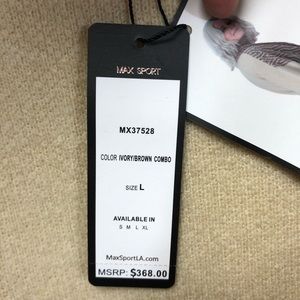 MAX SPORT
MX37528
COLOR IVORY/BROWN COMBO
SIZE L
AVAILABLE IN
S M L XL
MaxSportLA.com
MSRP: $368.00